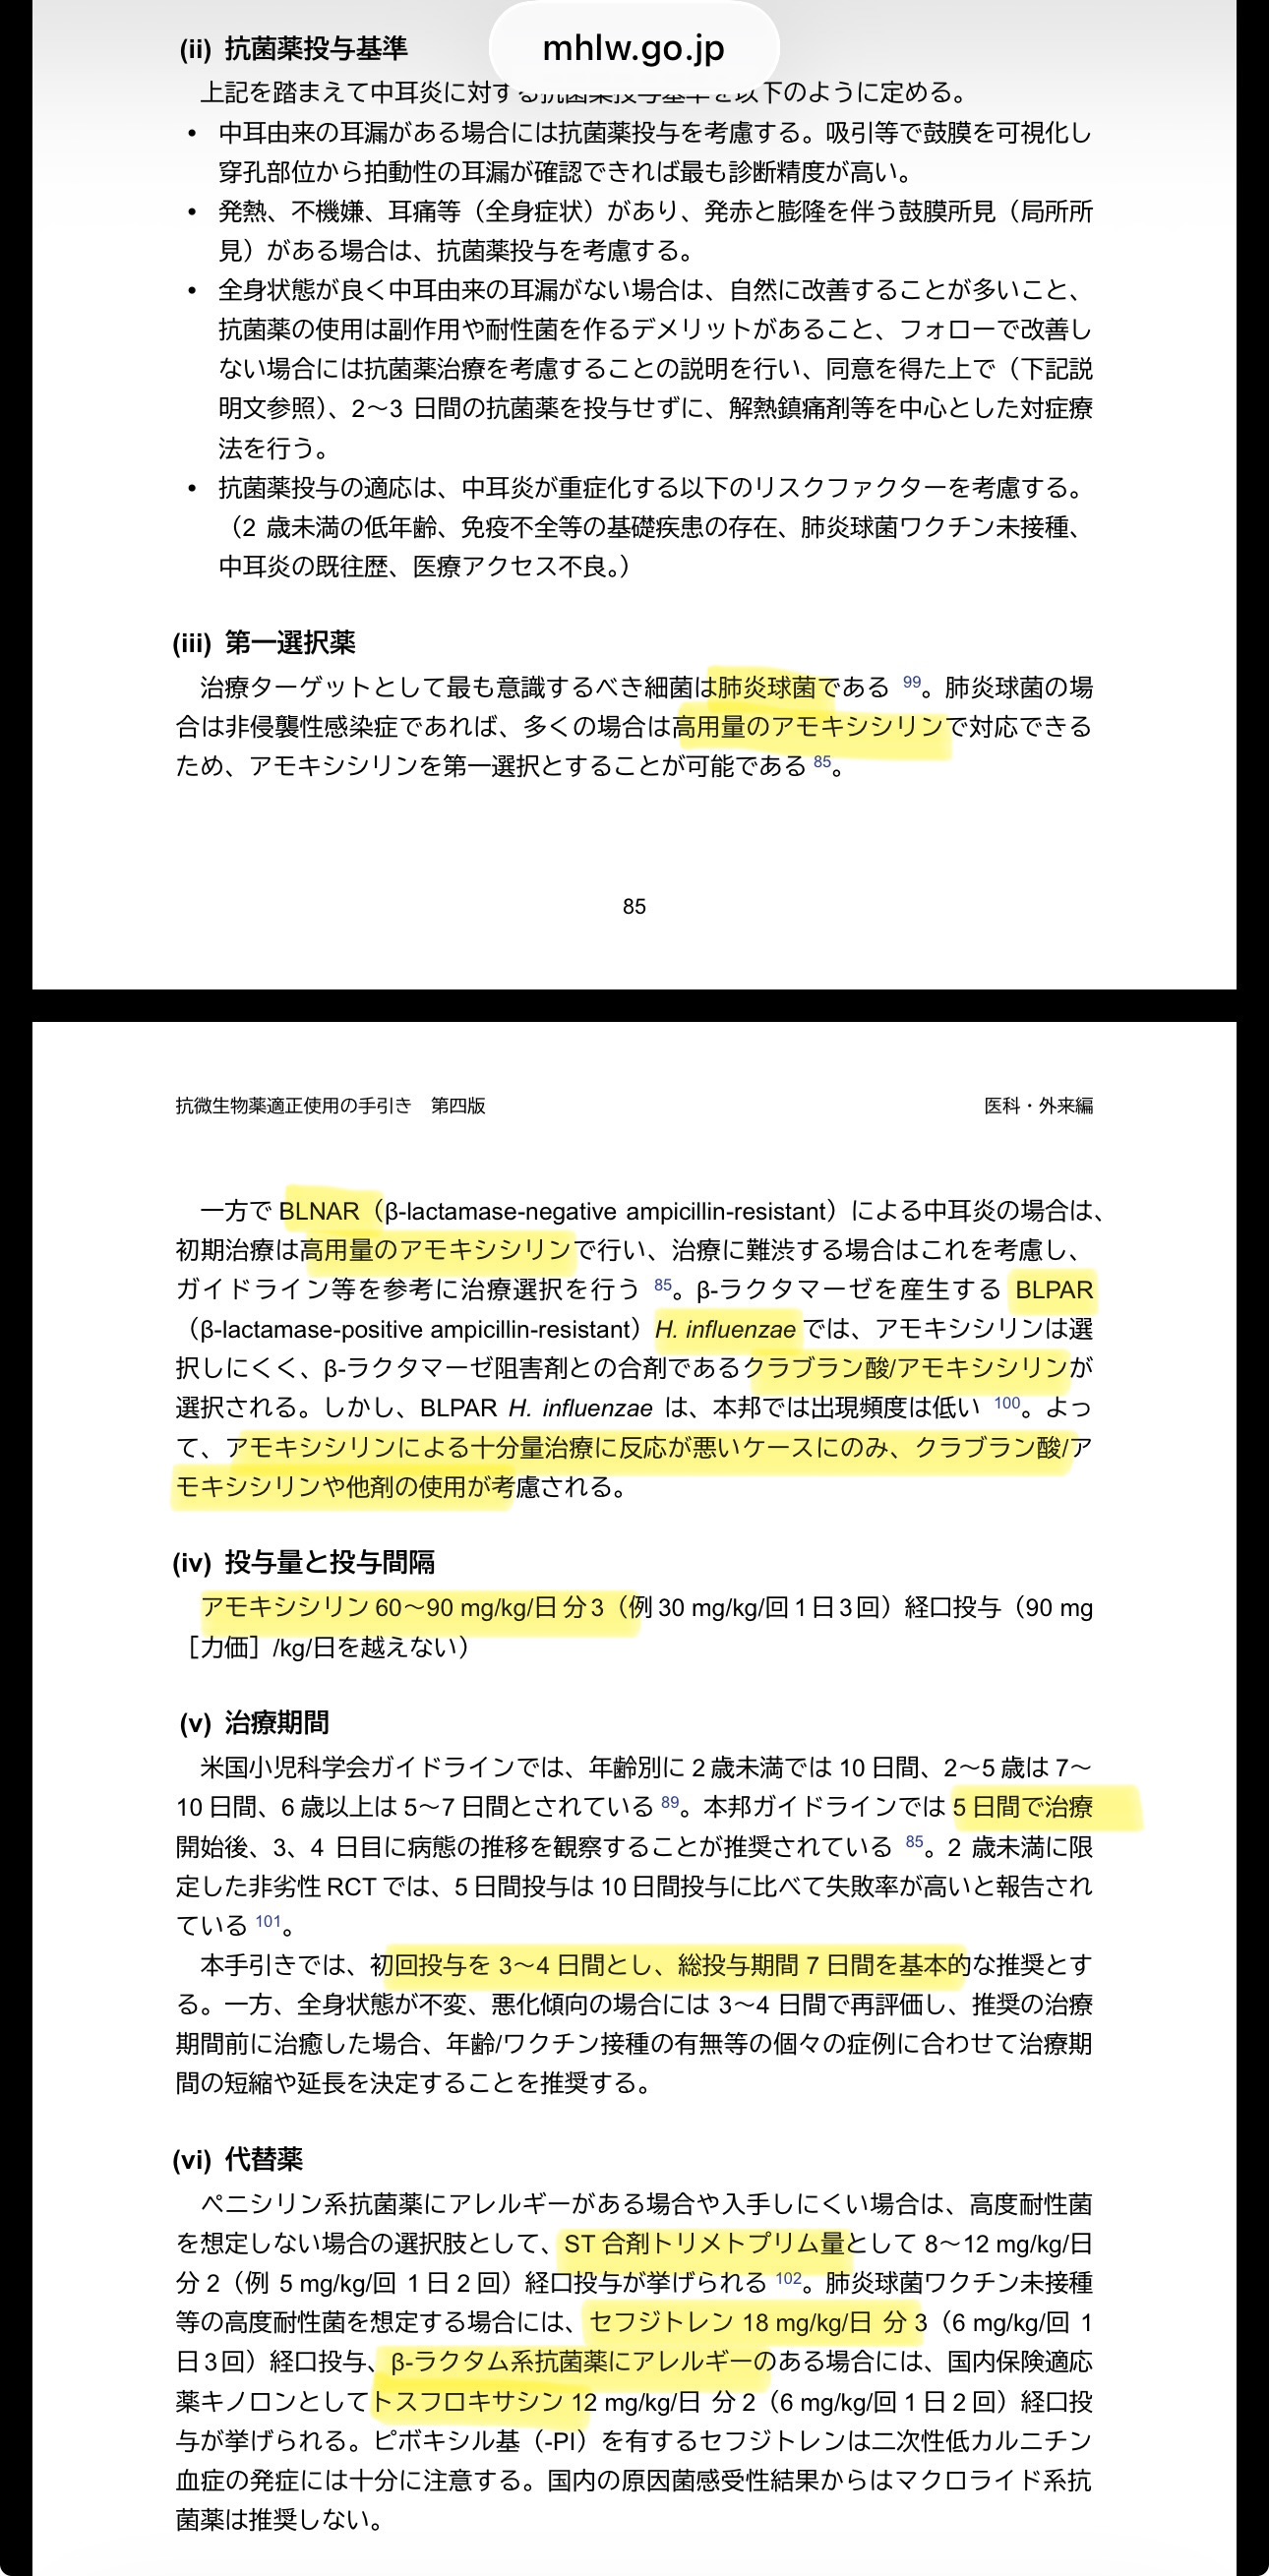 (ii) 抗菌薬投与基準
mhlw.go.jp
上記を踏まえて中耳炎に対する抗菌薬投与基準を以下のように定める。
• 中耳由来の耳漏がある場合には抗菌薬投与を考慮する。吸引等で鼓膜を可視化し
穿孔部位から拍動性の耳漏が確認できれば最も診断精度が高い。
• 発熱、不機嫌、耳痛等（全身症状）があり、発赤と膨隆を伴う鼓膜所見（局所所
見）がある場合は、抗菌薬投与を考慮する。
• 全身状態が良く中耳由来の耳漏がない場合は、自然に改善することが多いこと、
抗菌薬の使用は副作用や耐性菌を作るデメリットがあること、フォローで改善し
ない場合には抗菌薬治療を考慮することの説明を行い、同意を得た上で（下記説
明文参照）、2～3 日間の抗菌薬を投与せずに、解熱鎮痛剤等を中心とした対症療
法を行う。
• 抗菌薬投与の適応は、中耳炎が重症化する以下のリスクファクターを考慮する。
（2 歳未満の低年齢、免疫不全等の基礎疾患の存在、肺炎球菌ワクチン未接種、
中耳炎の既往歴、医療アクセス不良。）
(iii) 第一選択薬
治療ターゲットとして最も意識するべき細菌は肺炎球菌である 99。肺炎球菌の場
合は非侵襲性感染症であれば、多くの場合は高用量のアモキシシリンで対応できる
ため、アモキシシリンを第一選択とすることが可能である 85。
85
抗微生物薬適正使用の手引き　第四版
医科・外来編
一方で BLNAR（β-lactamase-negative ampicillin-resistant）による中耳炎の場合は、
初期治療は高用量のアモキシシリンで行い、治療に難渋する場合はこれを考慮し、
ガイドライン等を参考に治療選択を行う 85。β-ラクタマーゼを産生する BLPAR
（β-lactamase-positive ampicillin-resistant）H. influenzae では、アモキシシリンは選
択しにくく、β-ラクタマーゼ阻害剤との合剤であるクラブラン酸/アモキシシリンが
選択される。しかし、BLPAR H. influenzae は、本邦では出現頻度は低い 100。よっ
て、アモキシシリンによる十分量治療に反応が悪いケースにのみ、クラブラン酸/ア
モキシシリンや他剤の使用が考慮される。
(iv) 投与量と投与間隔
アモキシシリン 60～90 mg/kg/日 分 3（例 30 mg/kg/回 1 日 3 回）経口投与（90 mg
［力価］/kg/日を越えない）
(v) 治療期間
米国小児科学会ガイドラインでは、年齢別に 2 歳未満では 10 日間、2～5 歳は 7～
10 日間、6 歳以上は 5～7 日間とされている 89。本邦ガイドラインでは 5 日間で治療
開始後、3、4 日目に病態の推移を観察することが推奨されている 85。2 歳未満に限
定した非劣性 RCT では、5 日間投与は 10 日間投与に比べて失敗率が高いと報告され
ている 101。
本手引きでは、初回投与を 3～4 日間とし、総投与期間 7 日間を基本的な推奨とす
る。一方、全身状態が不変、悪化傾向の場合には 3～4 日間で再評価し、推奨の治療
期間前に治癒した場合、年齢/ワクチン接種の有無等の個々の症例に合わせて治療期
間の短縮や延長を決定することを推奨する。
(vi) 代替薬
ペニシリン系抗菌薬にアレルギーがある場合や入手しにくい場合は、高度耐性菌
を想定しない場合の選択肢として、ST 合剤トリメトプリム量として 8～12 mg/kg/日
分 2（例 5 mg/kg/回 1 日 2 回）経口投与が挙げられる 102。肺炎球菌ワクチン未接種
等の高度耐性菌を想定する場合には、セフジトレン 18 mg/kg/日 分 3（6 mg/kg/回 1
日 3 回）経口投与、β-ラクタム系抗菌薬にアレルギーのある場合には、国内保険適応
薬キノロンとしてトスフロキサシン 12 mg/kg/日 分 2（6 mg/kg/回 1 日 2 回）経口投
与が挙げられる。ピボキシル基（-PI）を有するセフジトレンは二次性低カルニチン
血症の発症には十分に注意する。国内の原因菌感受性結果からはマクロライド系抗
菌薬は推奨しない。